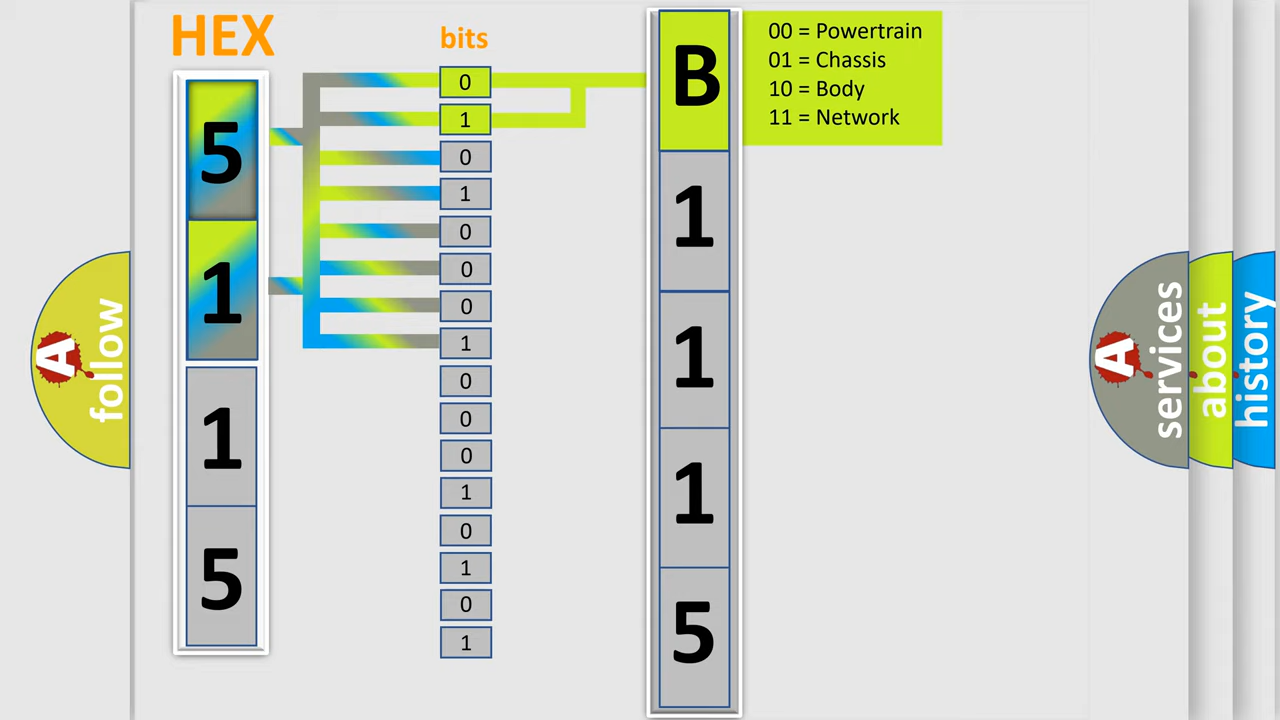 HEX
bits
5
1
1
5
0
1
0
1
0
0
0
1
0
0
0
1
0
1
0
1
B
1
1
1
5
00 = Powertrain
01 = Chassis
10 = Body
11 = Network
A follow
A services
about
history